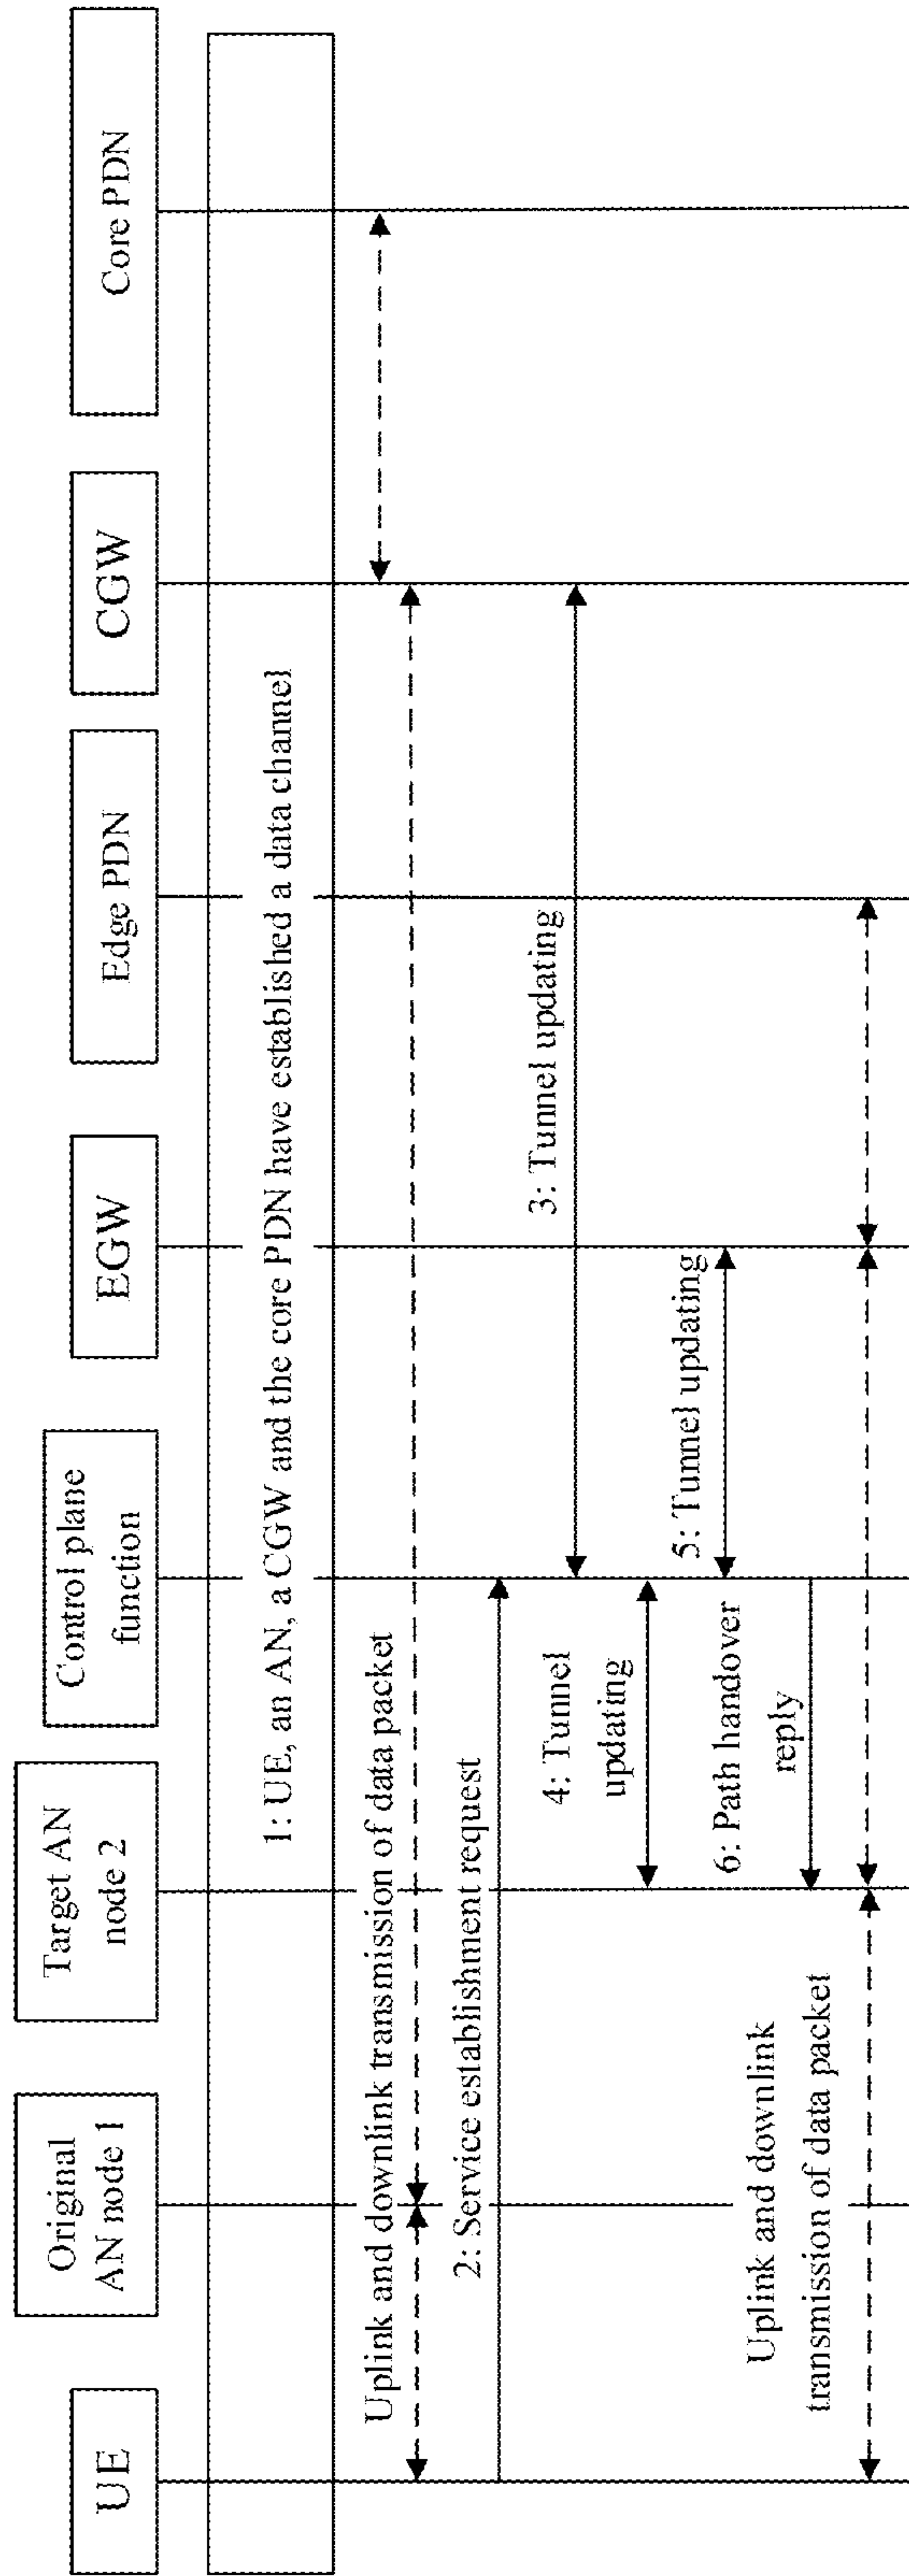 UE
Original
AN node 1
Target AN
node 2
Control plane
function
EGW
Edge PDN
CGW
Core PDN
1: UE, an AN, a CGW and the core PDN have established a data channel
Uplink and downlink transmission of data packet
2: Service establishment request
3: Tunnel updating
4: Tunnel
updating
5: Tunnel updating
6: Path handover
reply
Uplink and downlink
transmission of data packet